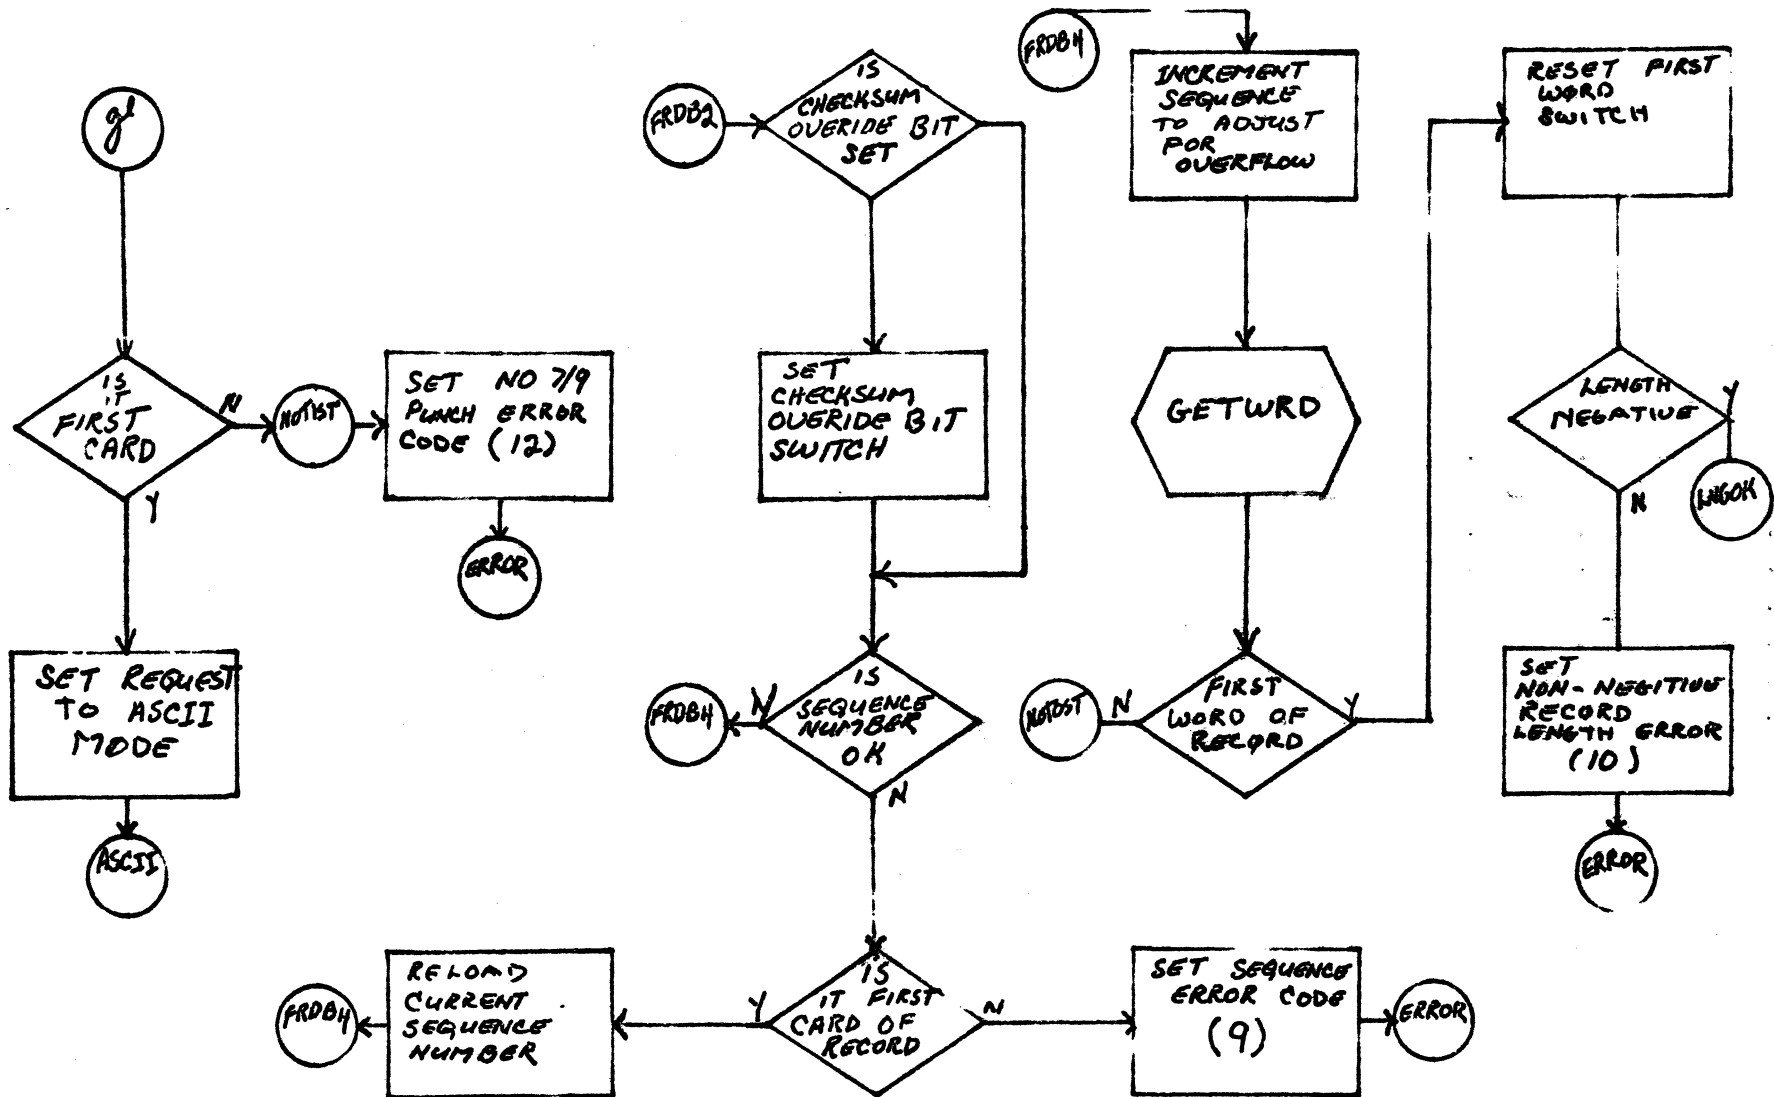 IS
IT
FIRST
CARD
N
Y
NOT1ST
SET NO 7/9
PUNCH ERROR
CODE (12)
ERROR
SET REQUEST
TO ASCII
MODE
ASCII
FRDB2
IS
CHECKSUM
OVERIDE BIT
SET
SET
CHECKSUM
OVERIDE BIT
SWITCH
IS
SEQUENCE
NUMBER
OK
N
FRDB4
N
IS
IT FIRST
CARD OF
RECORD
Y
RELOAD
CURRENT
SEQUENCE
NUMBER
FRDB4
N
SET SEQUENCE
ERROR CODE
(9)
ERROR
FRDB4
INCREMENT
SEQUENCE
TO ADJUST
FOR
OVERFLOW
GETWRD
FIRST
WORD OF
RECORD
N
Y
RESET FIRST
WORD
SWITCH
LENGTH
NEGATIVE
Y
LNGOK
N
SET
NON-NEGITIVE
RECORD
LENGTH ERROR
(10)
ERROR